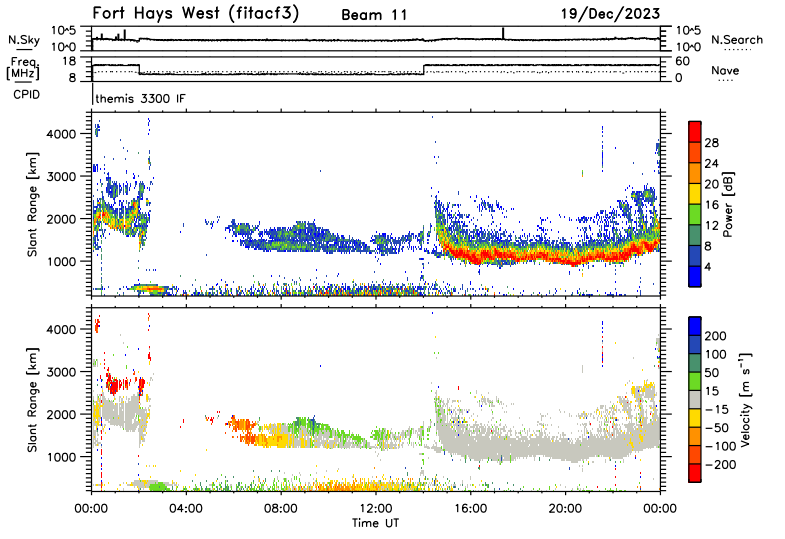 Fort Hays West (fitacf3) Beam 11 19/Dec/2023
N.Sky 10^5 10^0 10^5 10^0 N.Search
Freq. [MHz] 18 8 60 0 Nave
CPID themis 3300 IF
Slant Range [km] 4000 3000 2000 1000
Power [dB] 28 24 20 16 12 8 4
Slant Range [km] 4000 3000 2000 1000
Velocity [m s⁻¹] 200 100 50 15 -15 -50 -100 -200
00:00 04:00 08:00 12:00 16:00 20:00 00:00
Time UT